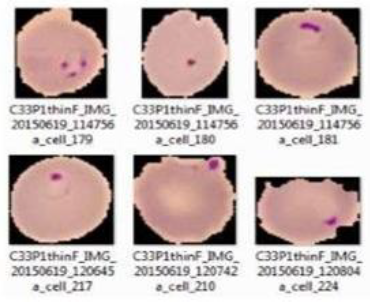 C33P1thinF_IMG_ C33P1thinF_IMG_ C33P1thinF_IMG_
20150619_114756 20150619_114756 20150619_114756
a_cell_179 a_cell_180 a_cell_181
C33P1thinF_IMG_ C33P1thinF_IMG_ C33P1thinF_IMG_
20150619_120645 20150619_120742 20150619_120804
a_cell_217 a_cell_210 a_cell_224